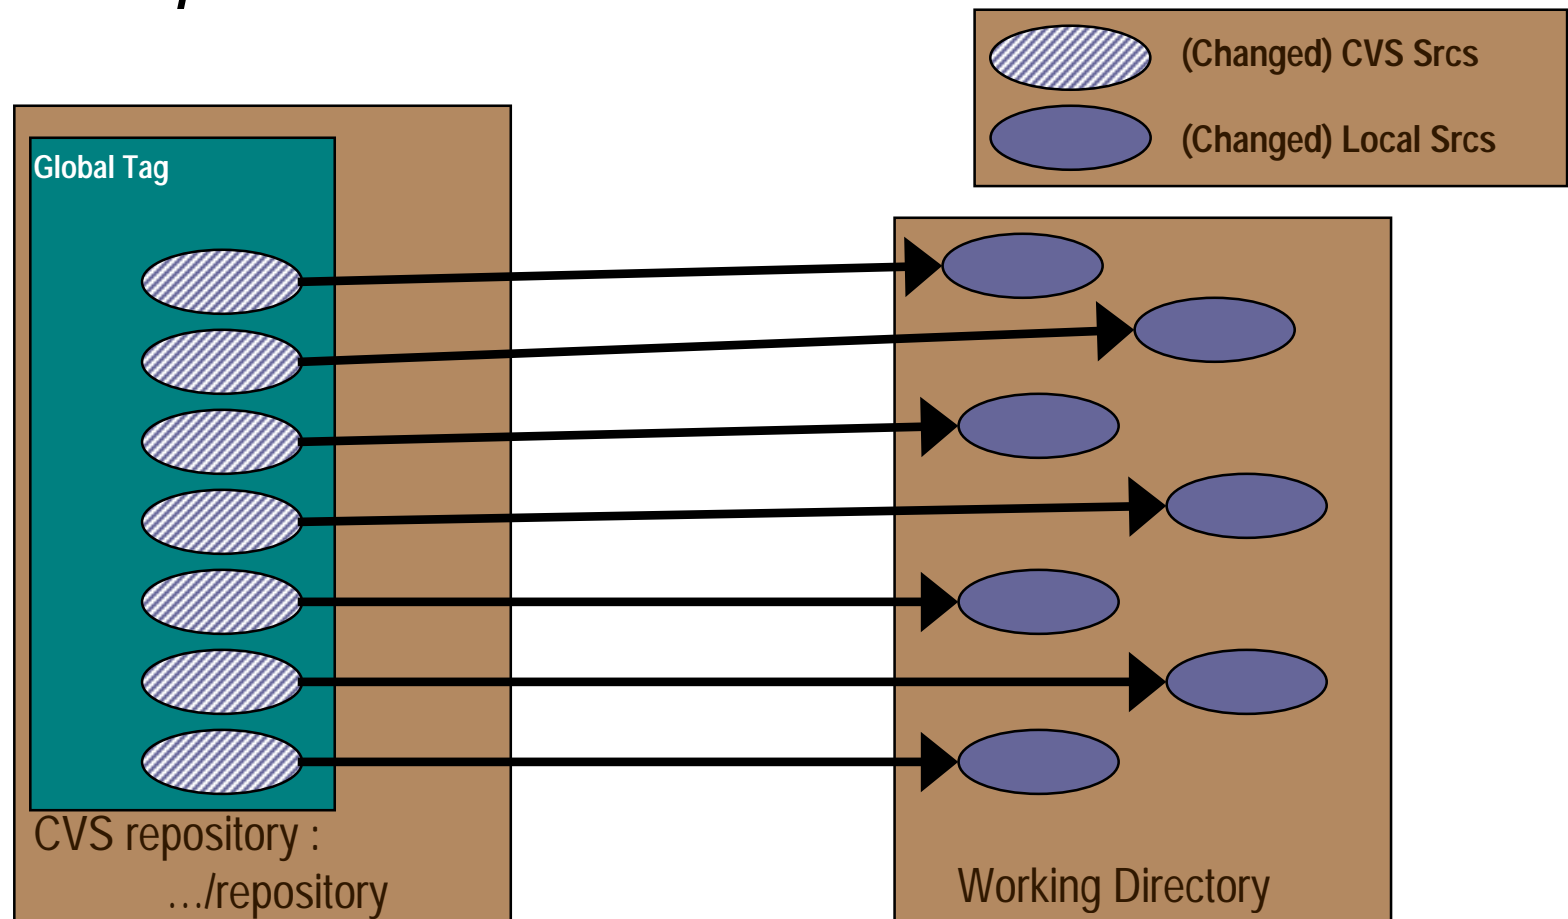 (Changed) CVS Srcs
(Changed) Local Srcs
Global Tag
CVS repository :
…/repository
Working Directory